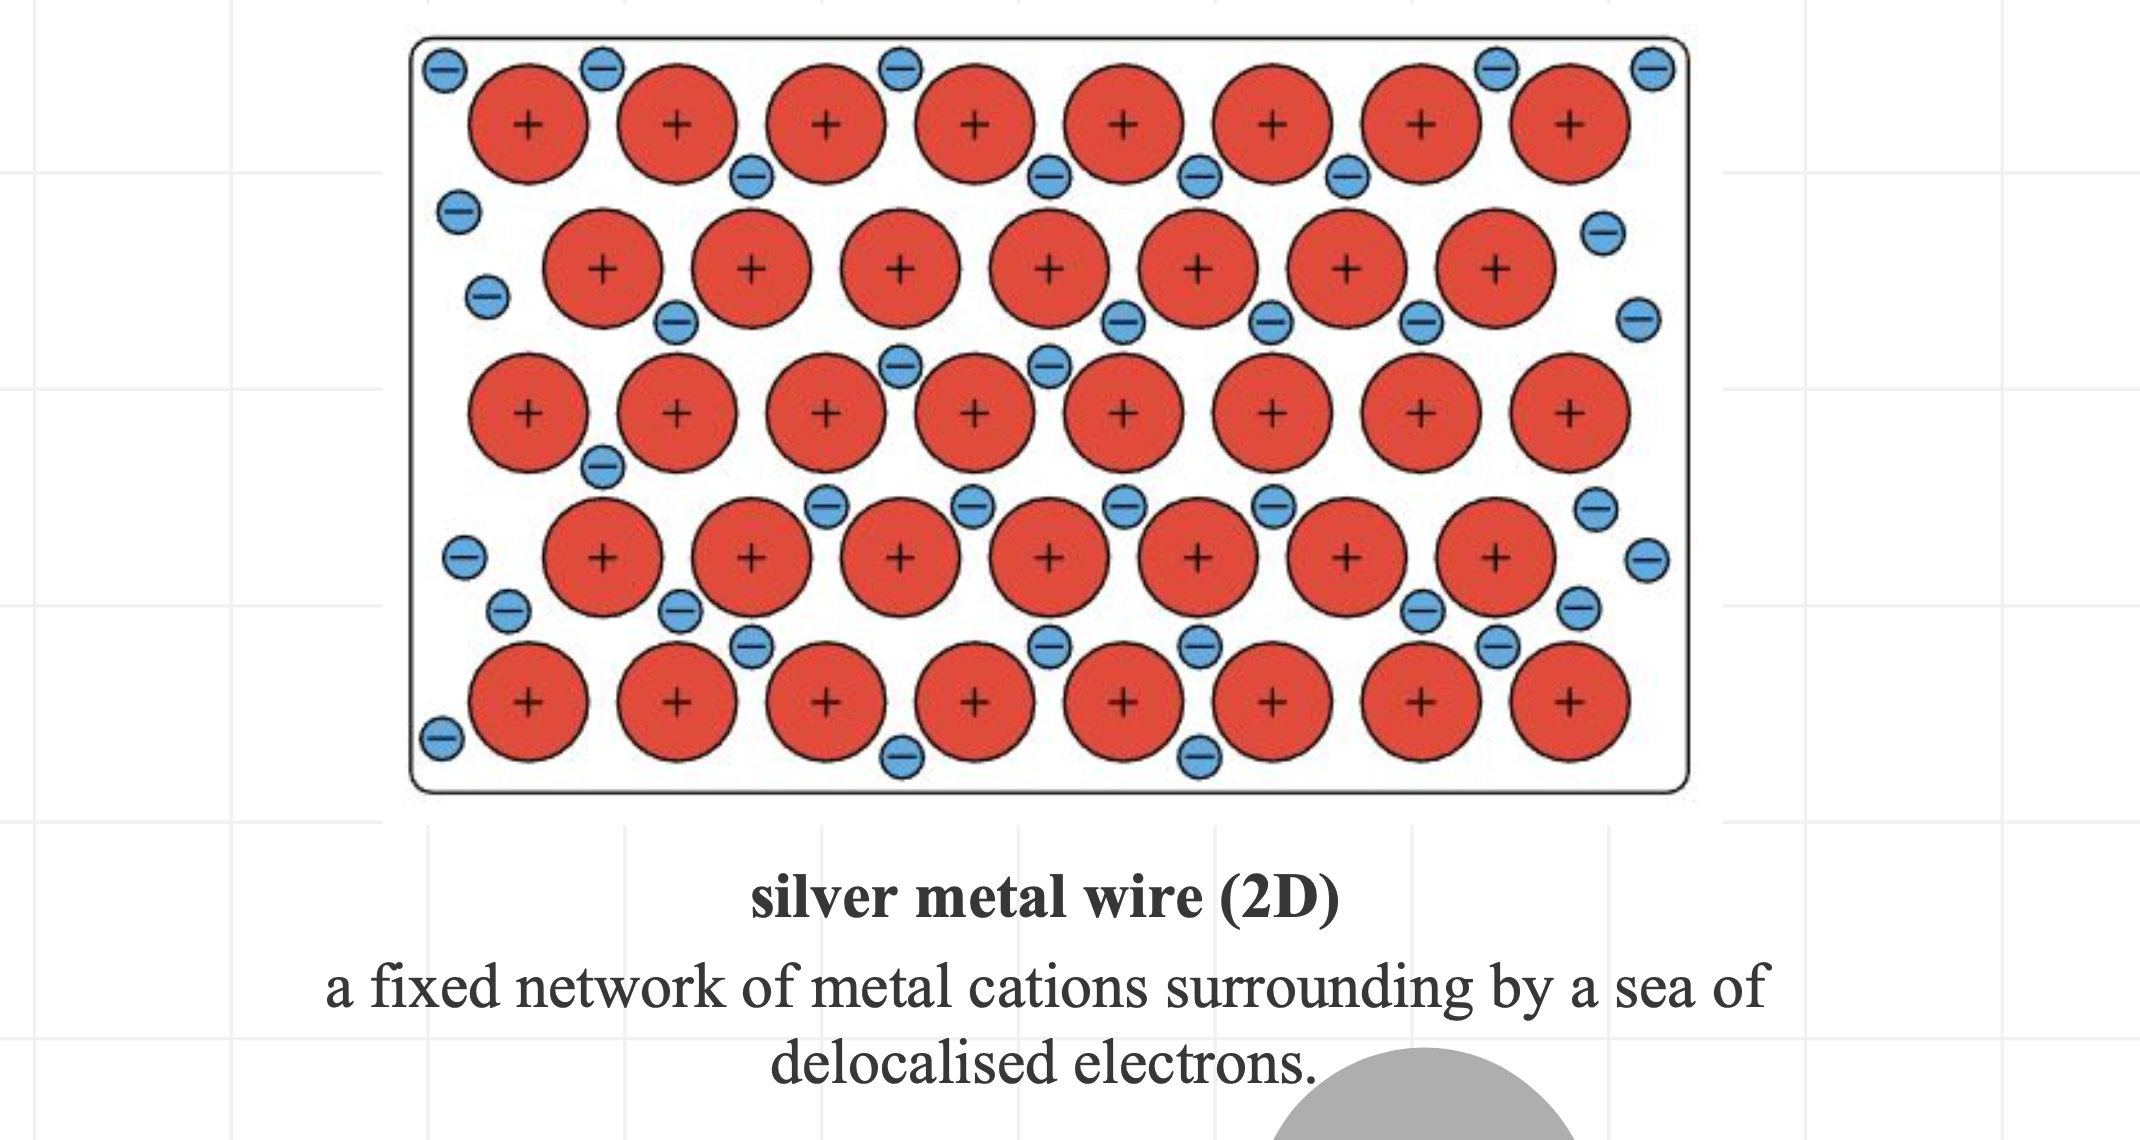 silver metal wire (2D)
a fixed network of metal cations surrounding by a sea of
delocalised electrons.